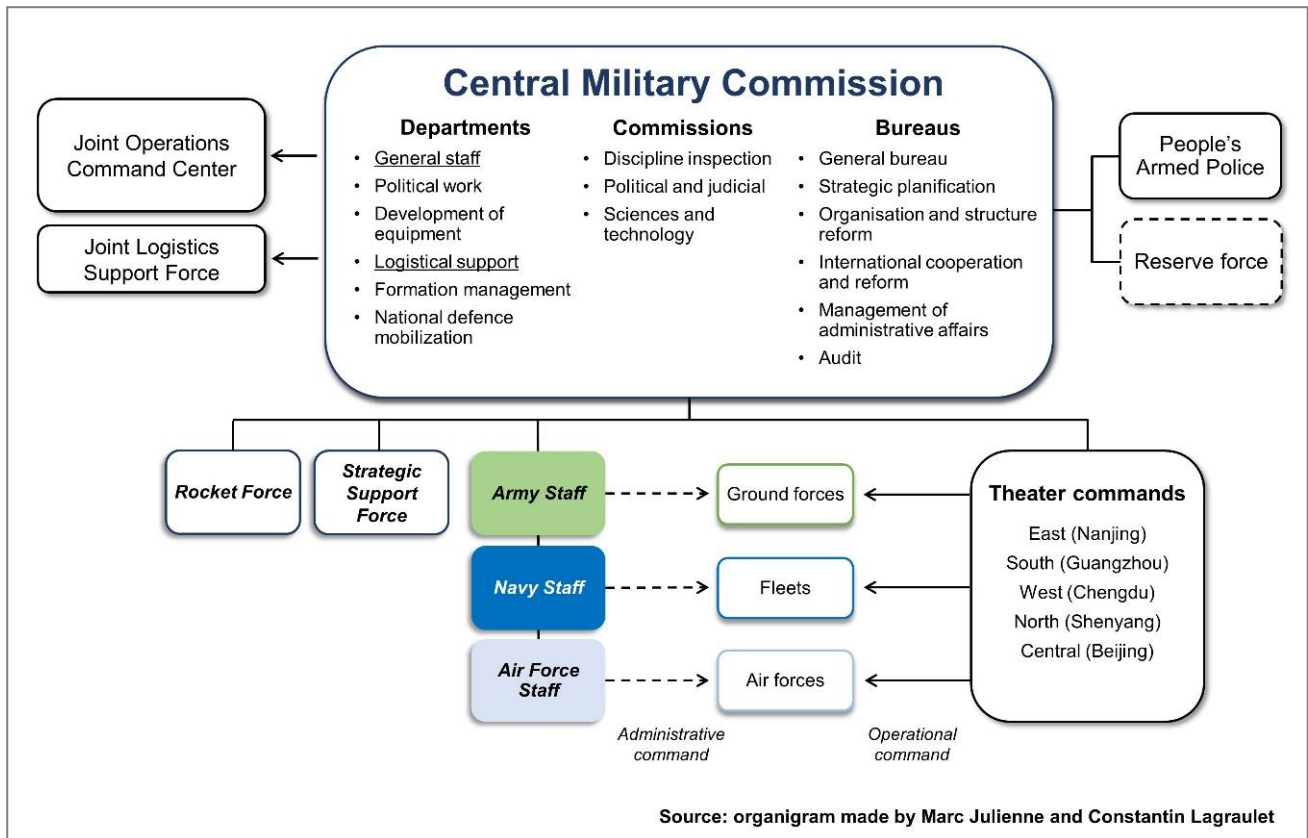 Central Military Commission
Joint Operations
Command Center
Joint Logistics
Support Force
Departments
• General staff
• Political work
• Development of
equipment
• Logistical support
• Formation management
• National defence
mobilization
Commissions
• Discipline inspection
• Political and judicial
• Sciences and
technology
Bureaus
• General bureau
• Strategic planification
• Organisation and structure
reform
• International cooperation
and reform
• Management of
administrative affairs
• Audit
People's
Armed Police
Reserve force
Rocket Force
Strategic
Support
Force
Army Staff
Ground forces
Navy Staff
Fleets
Air Force
Staff
Air forces
Administrative
command
Operational
command
Theater commands
East (Nanjing)
South (Guangzhou)
West (Chengdu)
North (Shenyang)
Central (Beijing)
Source: organigram made by Marc Julienne and Constantin Lagraulet